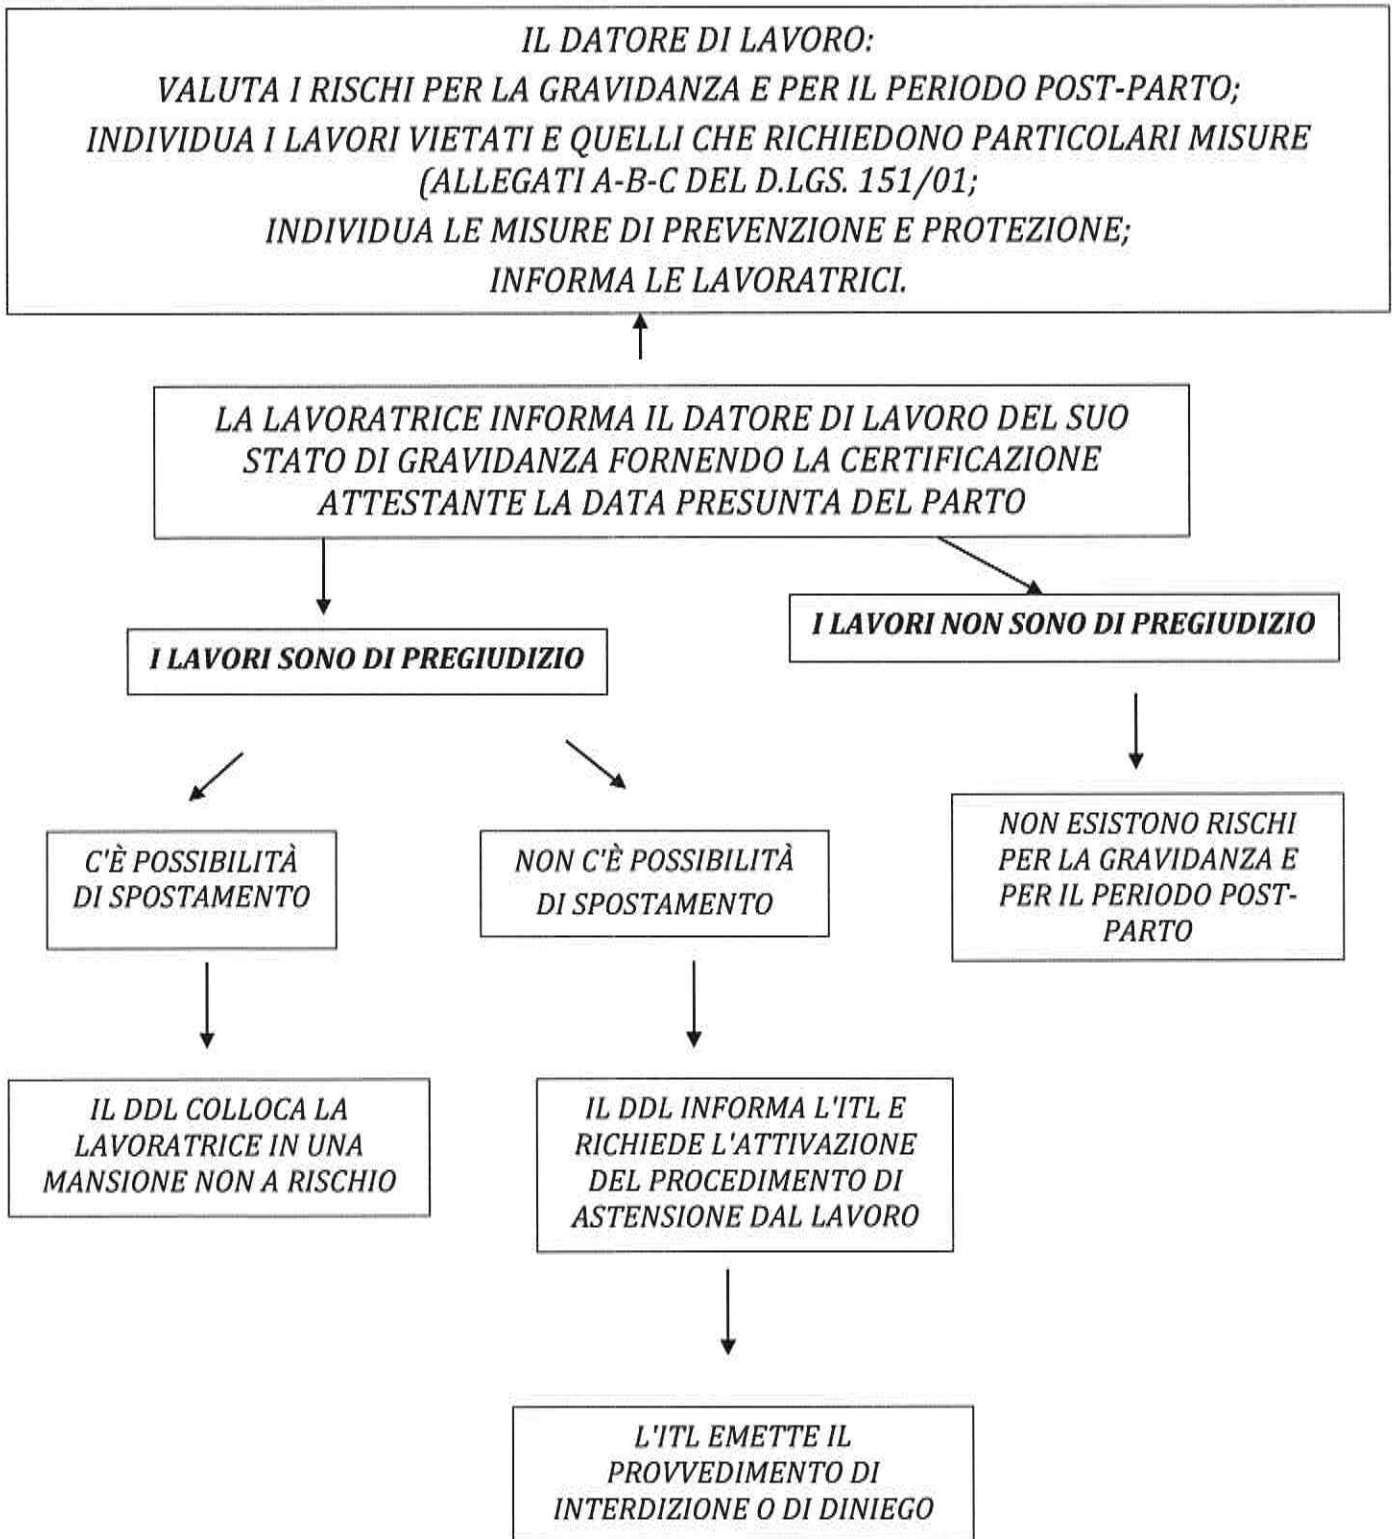 IL DATORE DI LAVORO:
VALUTA I RISCHI PER LA GRAVIDANZA E PER IL PERIODO POST-PARTO;
INDIVIDUA I LAVORI VIETATI E QUELLI CHE RICHIEDONO PARTICOLARI MISURE
(ALLEGATI A-B-C DEL D.LGS. 151/01;
INDIVIDUA LE MISURE DI PREVENZIONE E PROTEZIONE;
INFORMA LE LAVORATRICI.
LA LAVORATRICE INFORMA IL DATORE DI LAVORO DEL SUO
STATO DI GRAVIDANZA FORNENDO LA CERTIFICAZIONE
ATTESTANTE LA DATA PRESUNTA DEL PARTO
I LAVORI SONO DI PREGIUDIZIO
I LAVORI NON SONO DI PREGIUDIZIO
C'È POSSIBILITÀ
DI SPOSTAMENTO
NON C'È POSSIBILITÀ
DI SPOSTAMENTO
NON ESISTONO RISCHI
PER LA GRAVIDANZA E
PER IL PERIODO POST-
PARTO
IL DDL COLLOCA LA
LAVORATRICE IN UNA
MANSIONE NON A RISCHIO
IL DDL INFORMA L'ITL E
RICHIEDE L'ATTIVAZIONE
DEL PROCEDIMENTO DI
ASTENSIONE DAL LAVORO
L'ITL EMETTE IL
PROVVEDIMENTO DI
INTERDIZIONE O DI DINIEGO